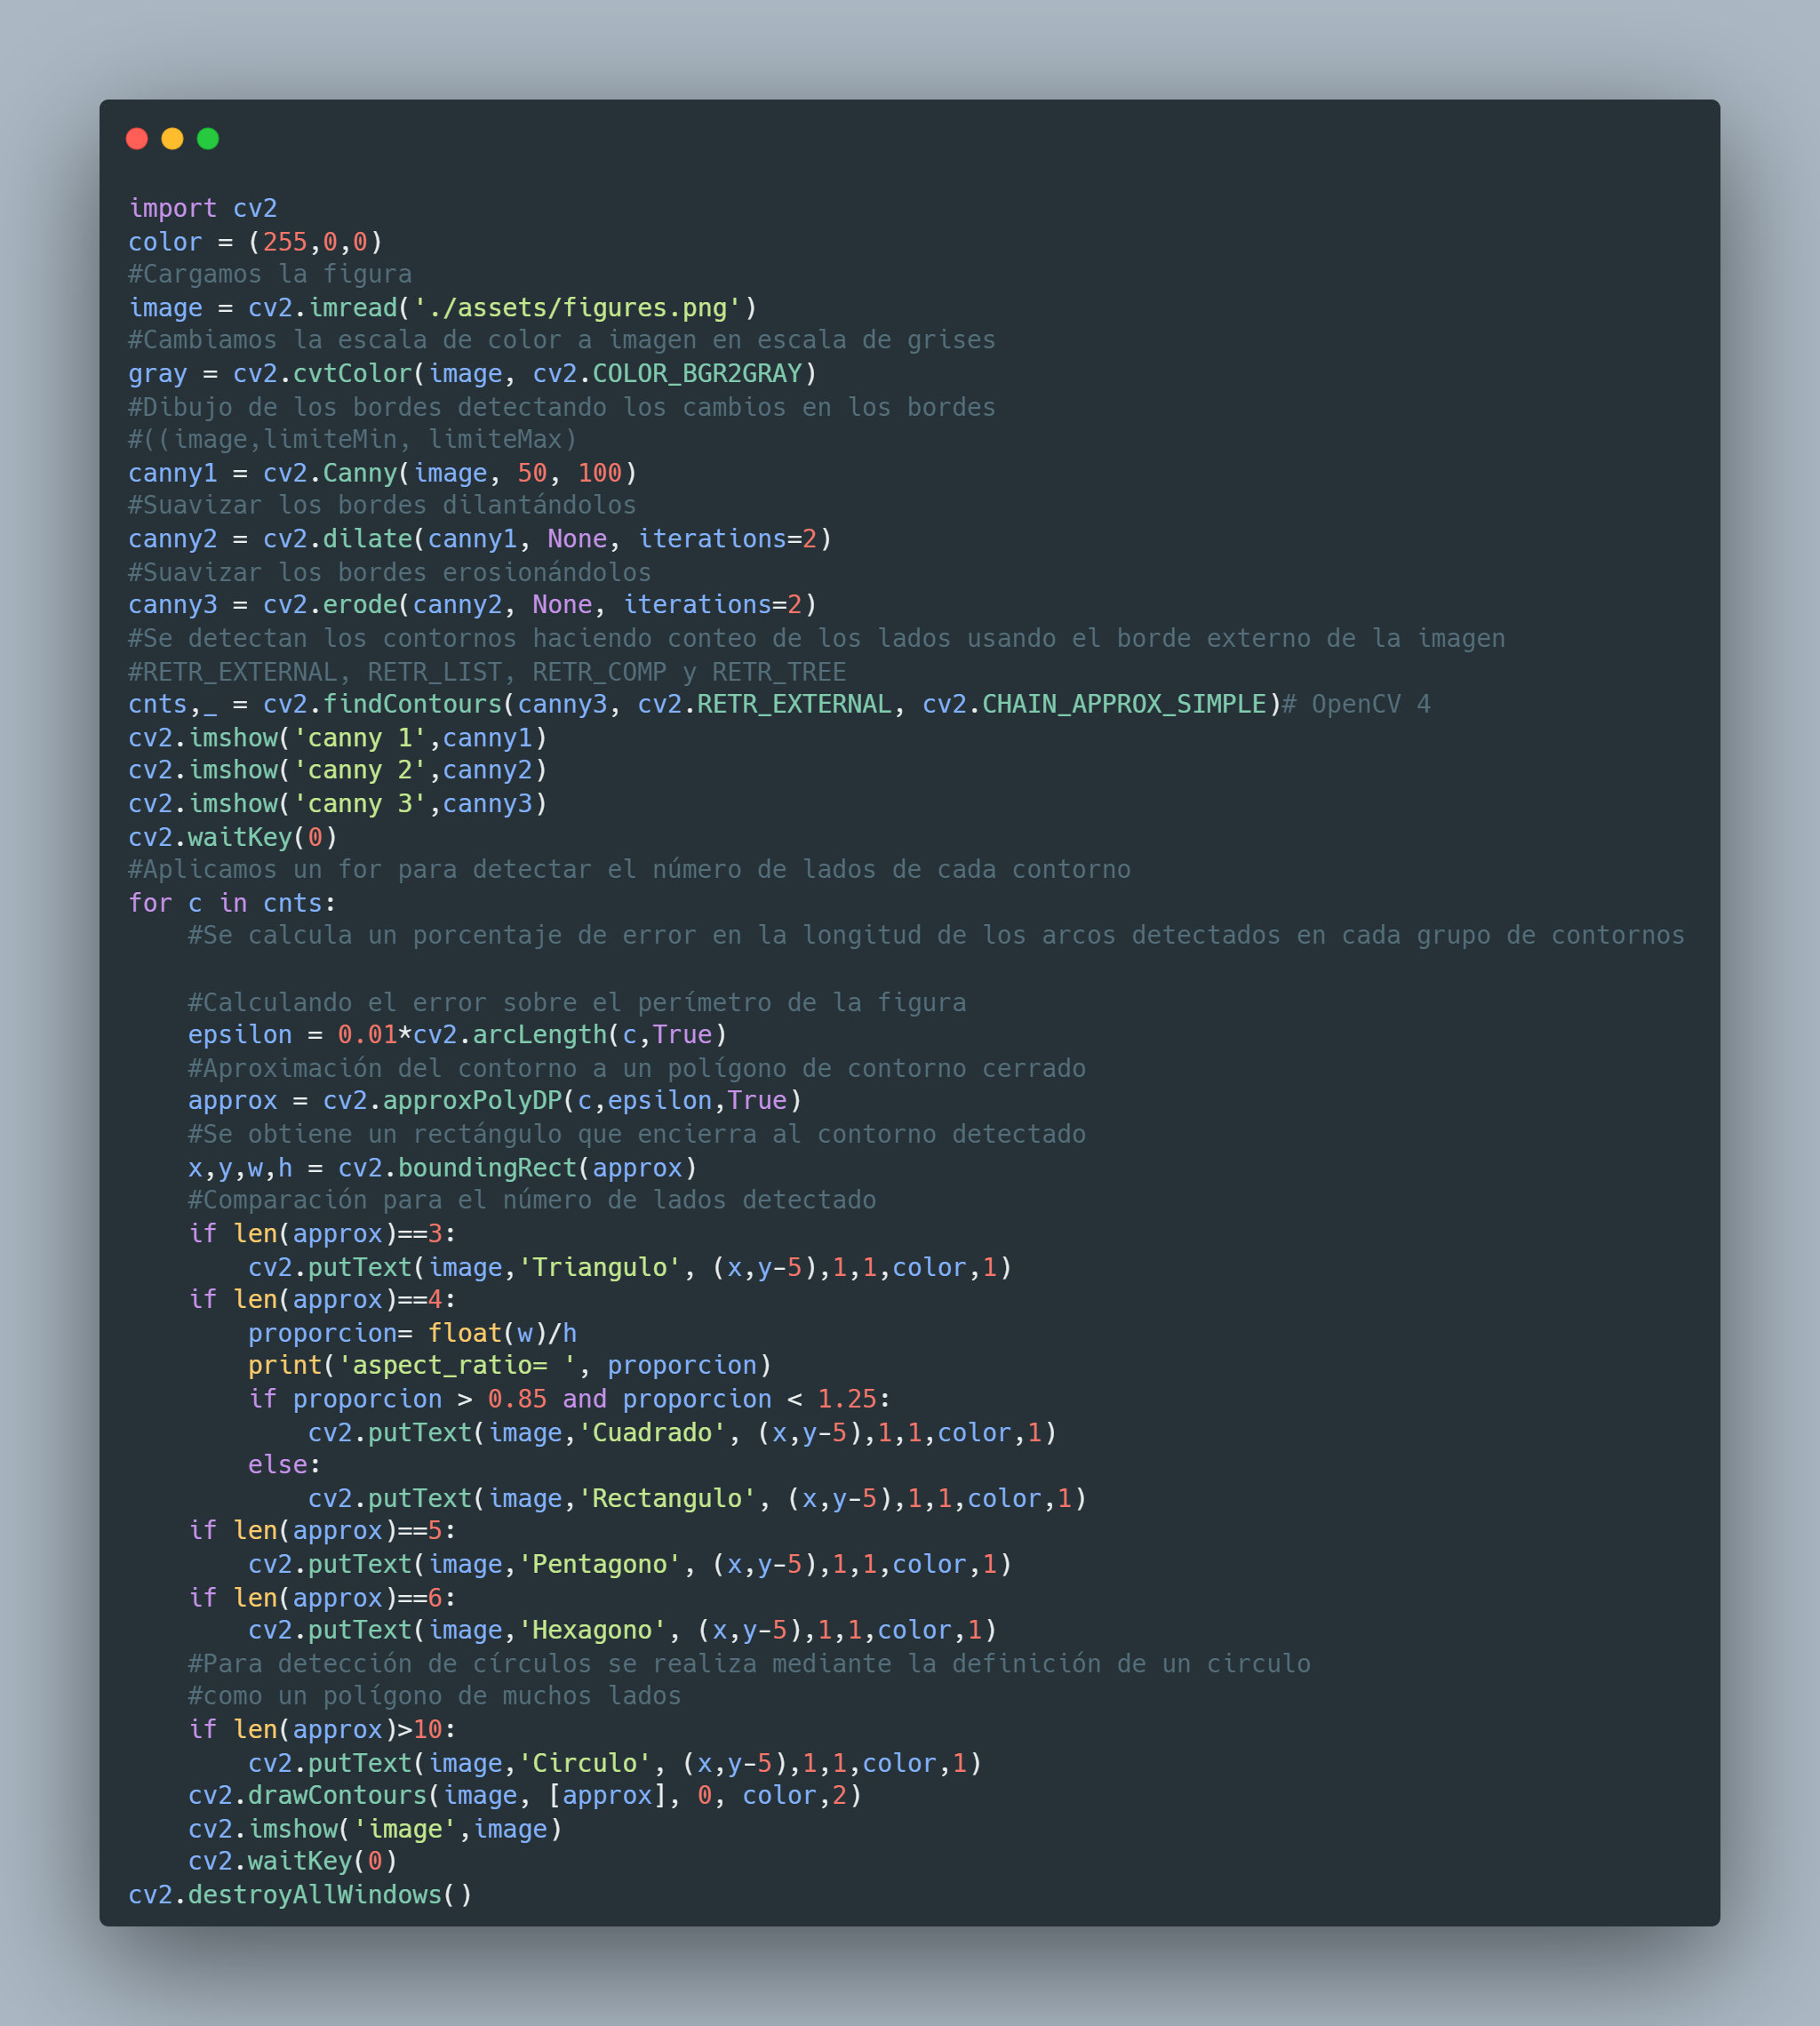 import cv2
color = (255,0,0)
#Cargamos la figura
image = cv2.imread('./assets/figures.png')
#Cambiamos la escala de color a imagen en escala de grises
gray = cv2.cvtColor(image, cv2.COLOR_BGR2GRAY)
#Dibujo de los bordes detectando los cambios en los bordes
#((image,limiteMin, limiteMax)
canny1 = cv2.Canny(image, 50, 100)
#Suavizar los bordes dilantándolos
canny2 = cv2.dilate(canny1, None, iterations=2)
#Suavizar los bordes erosionándolos
canny3 = cv2.erode(canny2, None, iterations=2)
#Se detectan los contornos haciendo conteo de los lados usando el borde externo de la imagen
#RETR_EXTERNAL, RETR_LIST, RETR_COMP y RETR_TREE
cnts,_ = cv2.findContours(canny3, cv2.RETR_EXTERNAL, cv2.CHAIN_APPROX_SIMPLE)# OpenCV 4
cv2.imshow('canny 1',canny1)
cv2.imshow('canny 2',canny2)
cv2.imshow('canny 3',canny3)
cv2.waitKey(0)
#Aplicamos un for para detectar el número de lados de cada contorno
for c in cnts:
    #Se calcula un porcentaje de error en la longitud de los arcos detectados en cada grupo de contornos

    #Calculando el error sobre el perímetro de la figura
    epsilon = 0.01*cv2.arcLength(c,True)
    #Aproximación del contorno a un polígono de contorno cerrado
    approx = cv2.approxPolyDP(c,epsilon,True)
    #Se obtiene un rectángulo que encierra al contorno detectado
    x,y,w,h = cv2.boundingRect(approx)
    #Comparación para el número de lados detectado
    if len(approx)==3:
        cv2.putText(image,'Triangulo', (x,y-5),1,1,color,1)
    if len(approx)==4:
        proporcion= float(w)/h
        print('aspect_ratio= ', proporcion)
        if proporcion > 0.85 and proporcion < 1.25:
            cv2.putText(image,'Cuadrado', (x,y-5),1,1,color,1)
        else:
            cv2.putText(image,'Rectangulo', (x,y-5),1,1,color,1)
    if len(approx)==5:
        cv2.putText(image,'Pentagono', (x,y-5),1,1,color,1)
    if len(approx)==6:
        cv2.putText(image,'Hexagono', (x,y-5),1,1,color,1)
    #Para detección de círculos se realiza mediante la definición de un circulo
    #como un polígono de muchos lados
    if len(approx)>10:
        cv2.putText(image,'Circulo', (x,y-5),1,1,color,1)
    cv2.drawContours(image, [approx], 0, color,2)
    cv2.imshow('image',image)
    cv2.waitKey(0)
cv2.destroyAllWindows()